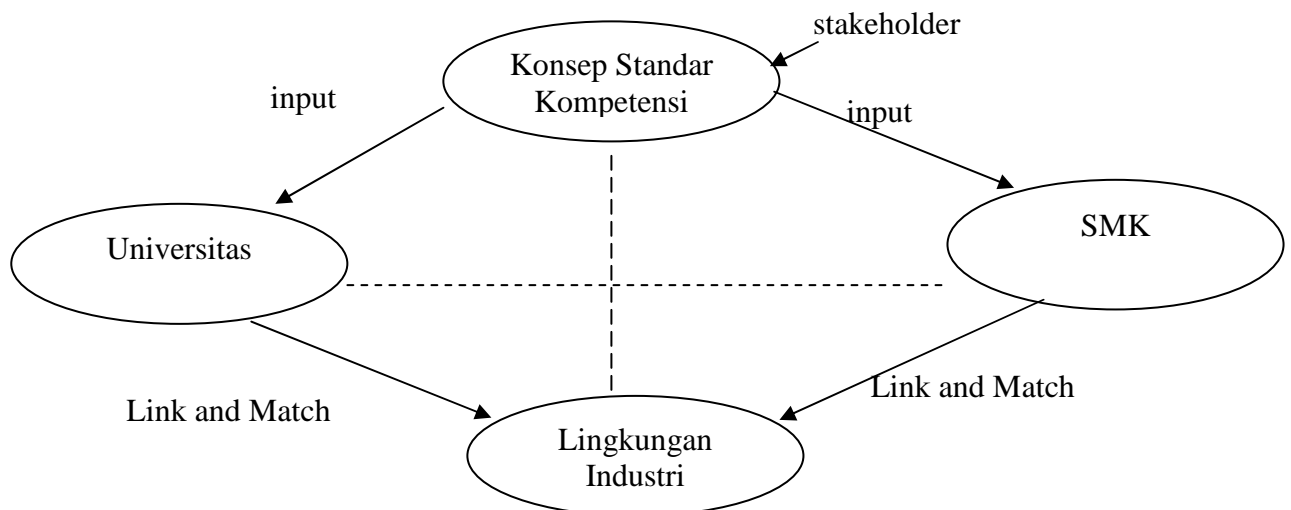 stakeholder
Konsep Standar
Kompetensi
input
input
Universitas
SMK
Link and Match
Link and Match
Lingkungan
Industri